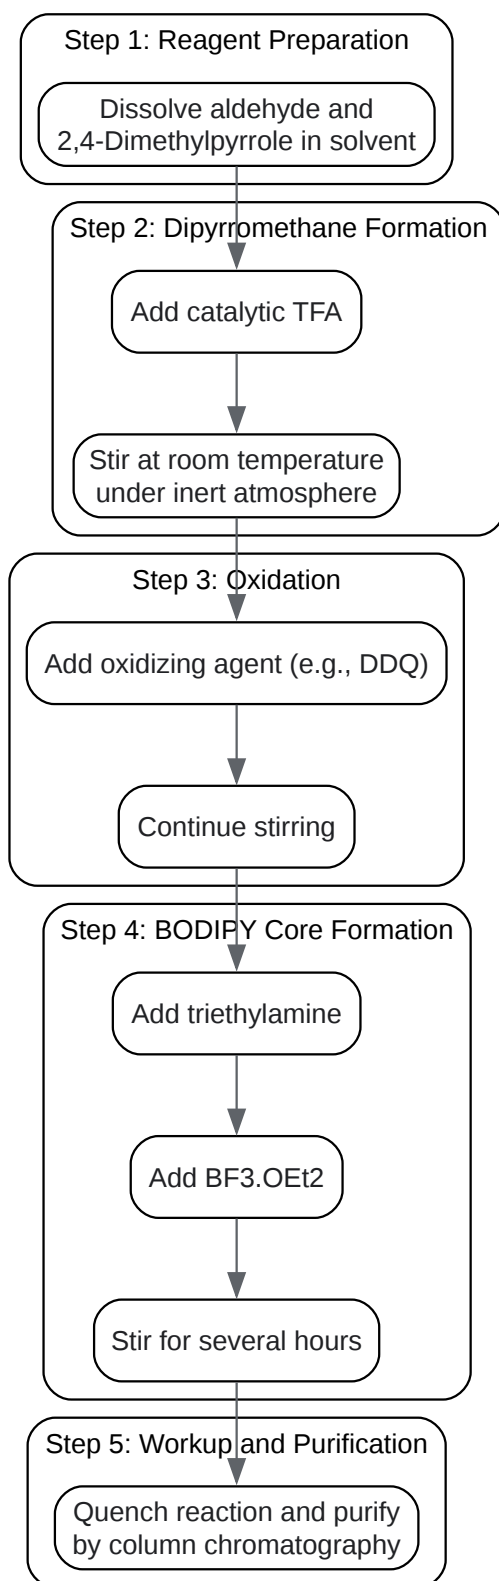 Step 1: Reagent Preparation
Dissolve aldehyde and
2,4-Dimethylpyrrole in solvent
Step 2: Dipyrromethane Formation
Add catalytic TFA
Stir at room temperature
under inert atmosphere
Step 3: Oxidation
Add oxidizing agent (e.g., DDQ)
Continue stirring
Step 4: BODIPY Core Formation
Add triethylamine
Add BF3.OEt2
Stir for several hours
Step 5: Workup and Purification
Quench reaction and purify
by column chromatography